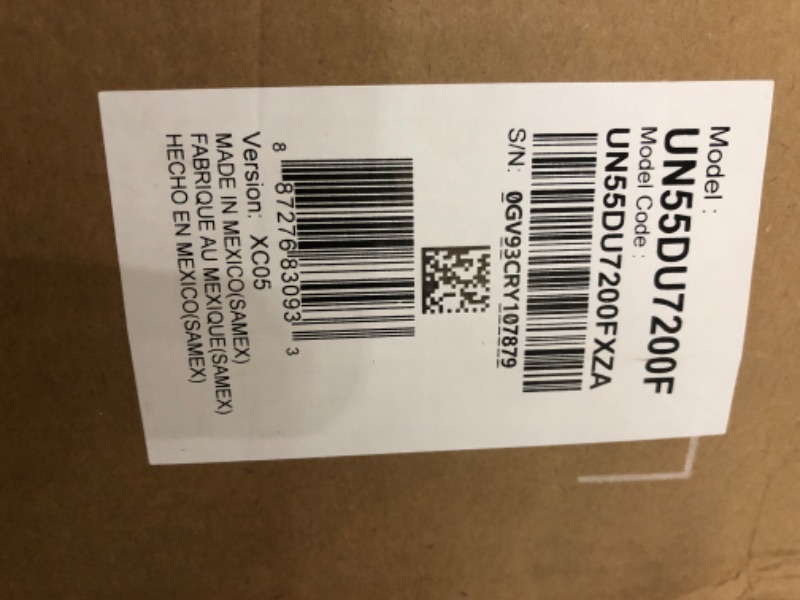 Model :
UN55DU7200F
Model Code :
UN55DU7200FXZA
S/N: 0GV93CRY107879
8 87276 83093 3
Version: XC05
MADE IN MEXICO(SAMEX)
FABRIQUE AU MEXIQUE(SAMEX)
HECHO EN MEXICO(SAMEX)